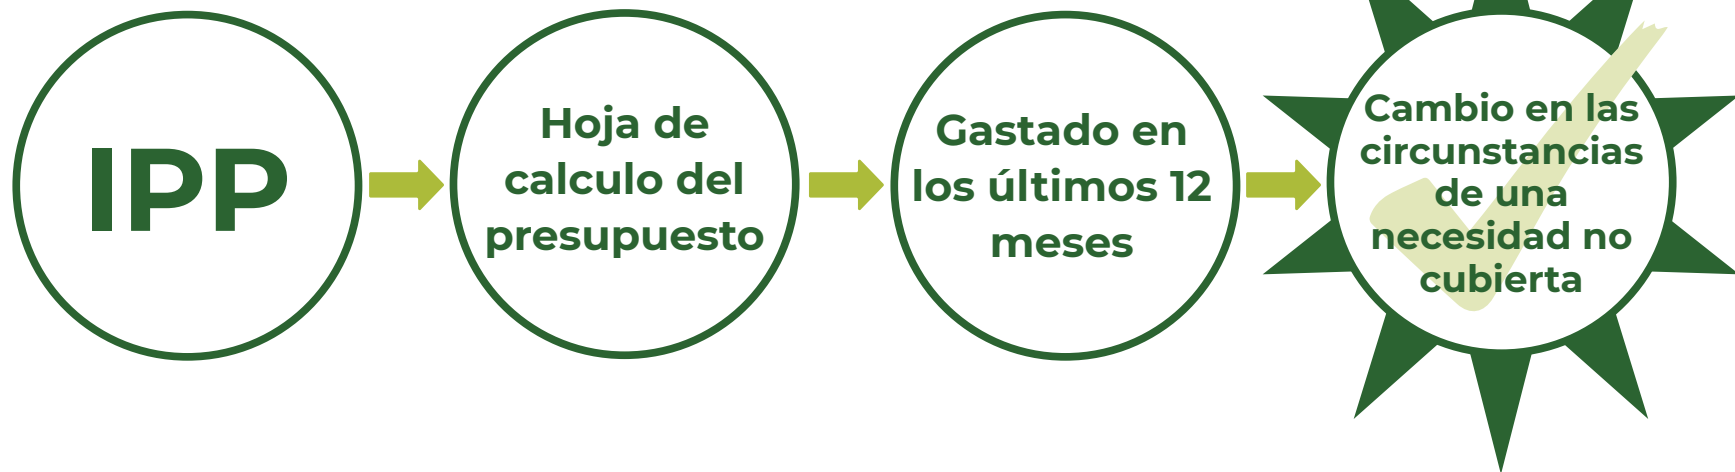 IPP
Hoja de
calculo del
presupuesto
Gastado en
los últimos 12
meses
Cambio en las
circunstancias
de una
necesidad no
cubierta